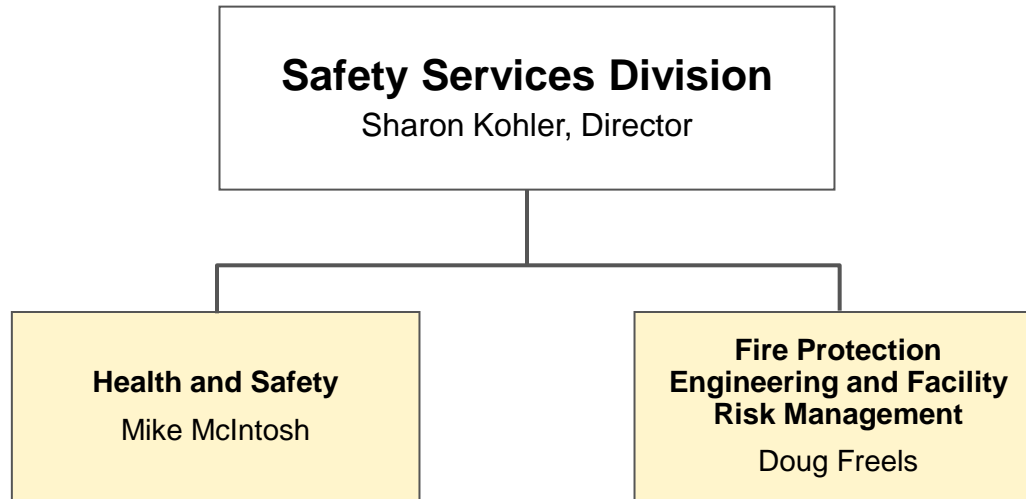 Safety Services Division
Sharon Kohler, Director
Health and Safety
Mike McIntosh
Fire Protection
Engineering and Facility
Risk Management
Doug Freels